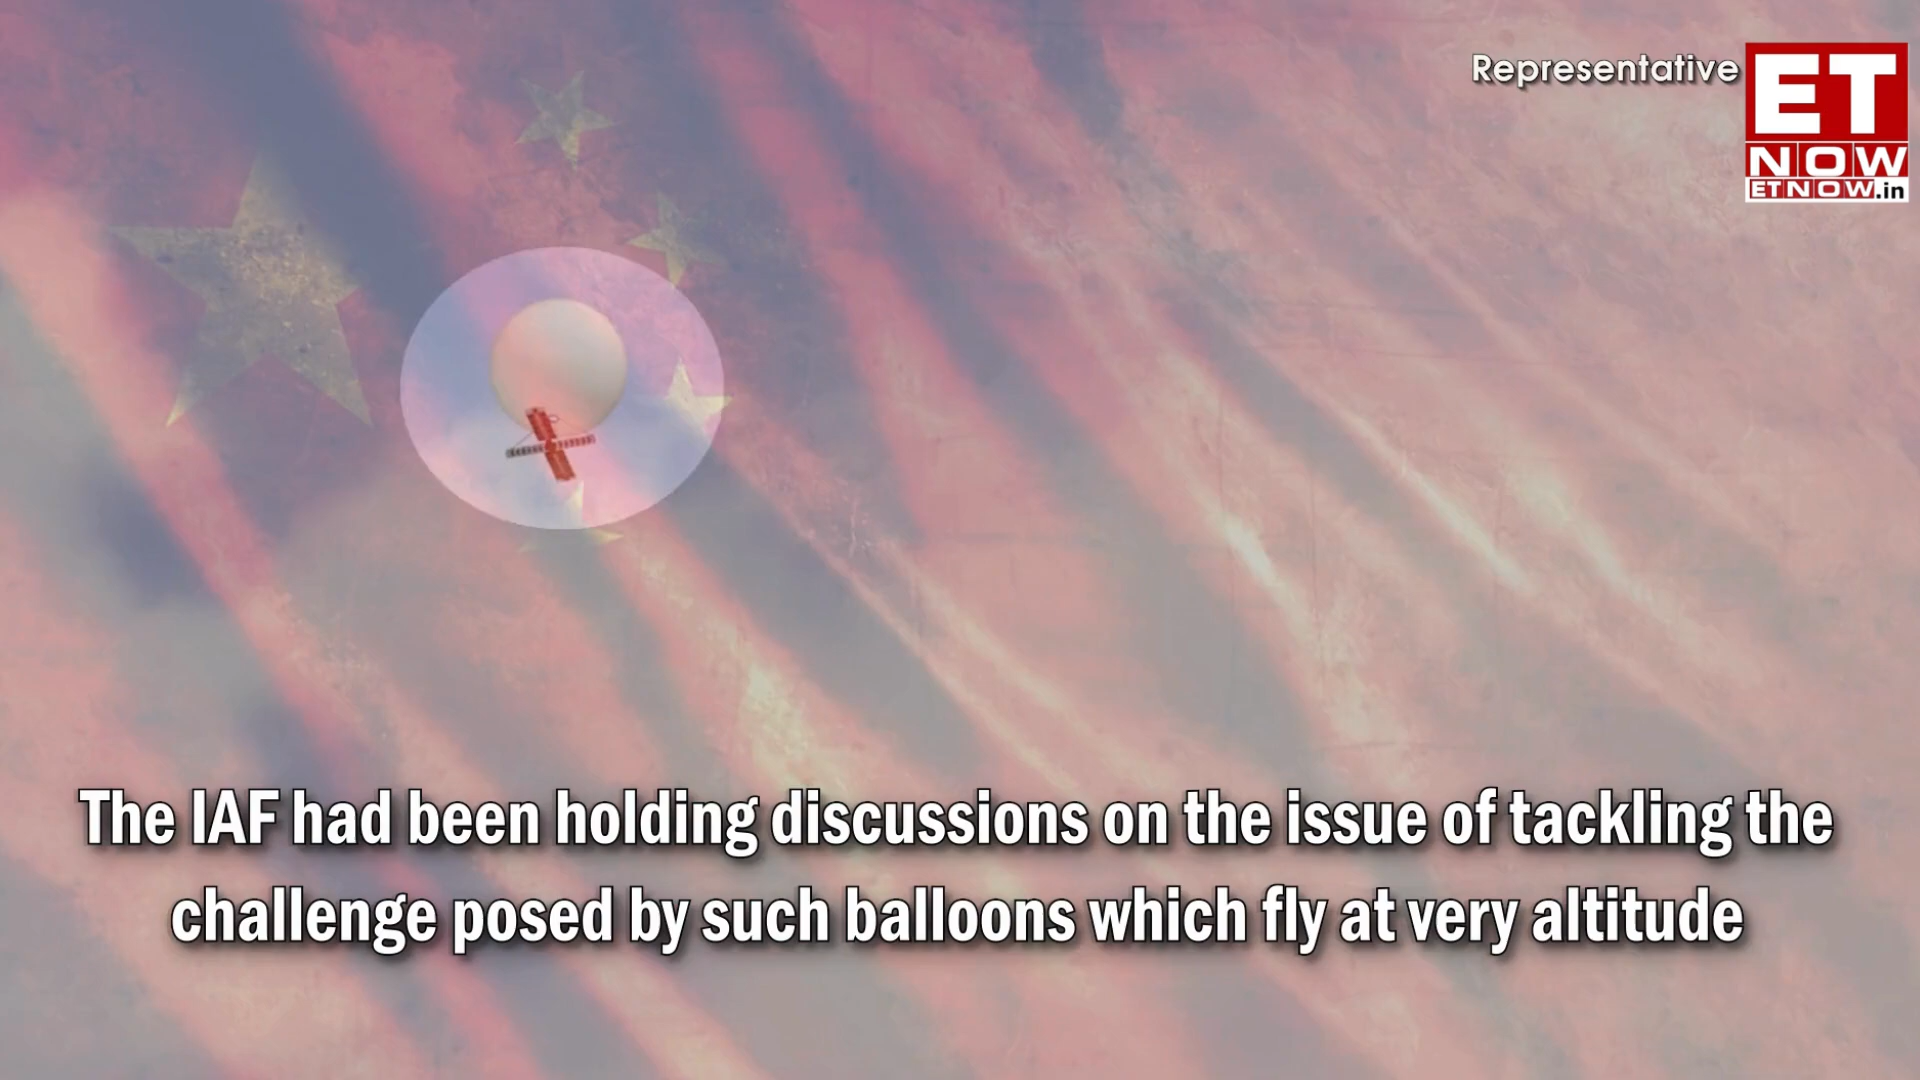 Representative
ET
NOW
ETNOW.in
The IAF had been holding discussions on the issue of tackling the
challenge posed by such balloons which fly at very altitude